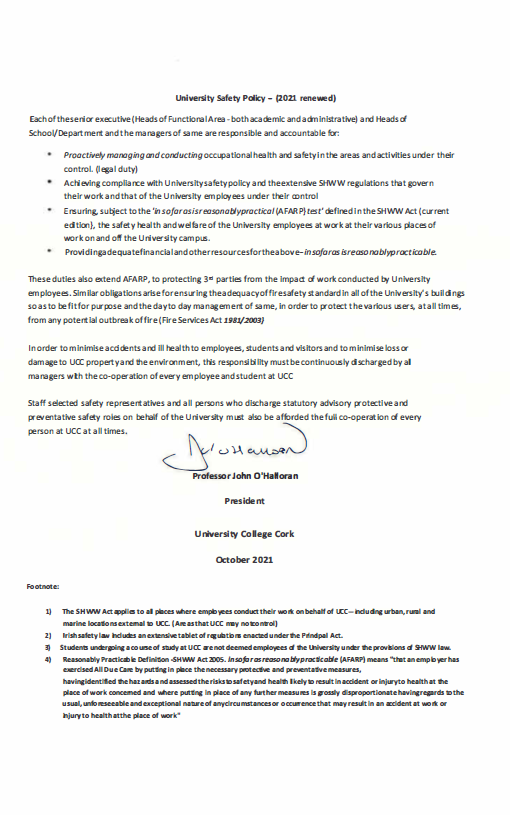 University Safety Policy – (2021 renewed)
Each of the senior executive (Heads of Functional Area - both academic and administrative) and Heads of
School/Department and the managers of same are responsible and accountable for:
* Proactively managing and conducting occupational health and safety in the areas and activities under their
control. (legal duty)
* Achieving compliance with University safety policy and the extensive SHWW regulations that govern
their work and that of the University employees under their control
* Ensuring, subject to the 'in so far as is reasonably practical (AFARP) test' defined in the SHWW Act (current
edition), the safety health and welfare of the University employees at work at their various places of
work on and off the University campus.
* Providing adequate financial and other resources for the above – in so far as is reasonably practicable.
These duties also extend AFARP, to protecting 3rd parties from the impact of work conducted by University
employees. Similar obligations arise for ensuring the adequacy of fire safety standard in all of the University's buildings
so as to be fit for purpose and the day to day management of same, in order to protect the various users, at all times,
from any potential outbreak of fire (Fire Services Act 1981/2003)
In order to minimise accidents and ill health to employees, students and visitors and to minimise loss or
damage to UCC property and the environment, this responsibility must be continuously discharged by all
managers with the co-operation of every employee and student at UCC
Staff selected safety representatives and all persons who discharge statutory advisory protective and
preventative safety roles on behalf of the University must also be afforded the full co-operation of every
person at UCC at all times.
Professor John O'Halloran
President
University College Cork
October 2021
Footnote:
1) The SHWW Act applies to all places where employees conduct their work on behalf of UCC – including urban, rural and
marine locations external to UCC. (Areas that UCC may not control)
2) Irish safety law includes an extensive tablet of regulations enacted under the Principal Act.
3) Students undergoing a course of study at UCC are not deemed employees of the University under the provisions of SHWW law.
4) Reasonably Practicable Definition -SHWW Act 2005. In so far as reasonably practicable (AFARP) means "that an employer has
exercised All Due Care by putting in place the necessary protective and preventative measures,
having identified the hazards and assessed the risks to safety and health likely to result in accident or injury to health at the
place of work concerned and where putting in place of any further measures is grossly disproportionate having regards to the
usual, unforeseeable and exceptional nature of any circumstances or occurrence that may result in an accident at work or
injury to health at the place of work"